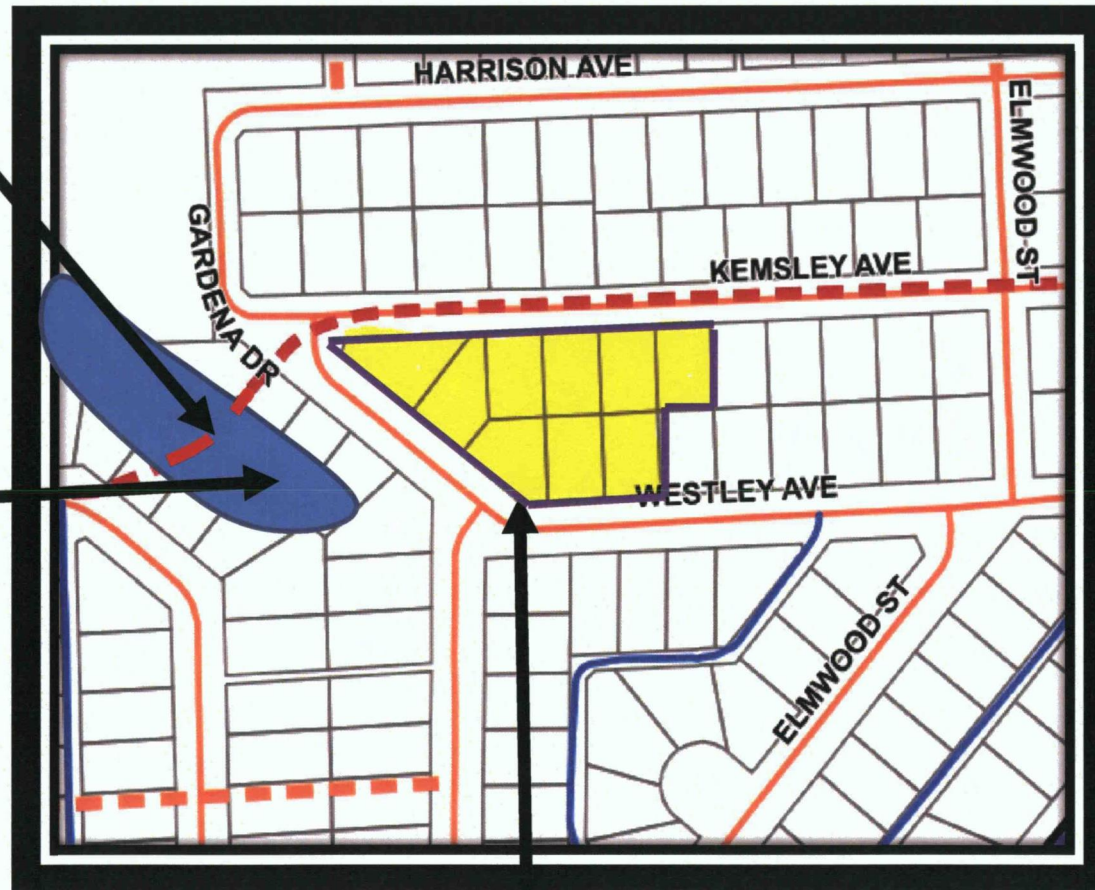 HARRISON AVE
ELMWOOD ST
GARDENA DR
KEMSLEY AVE
WESTLEY AVE
ELMWOOD ST